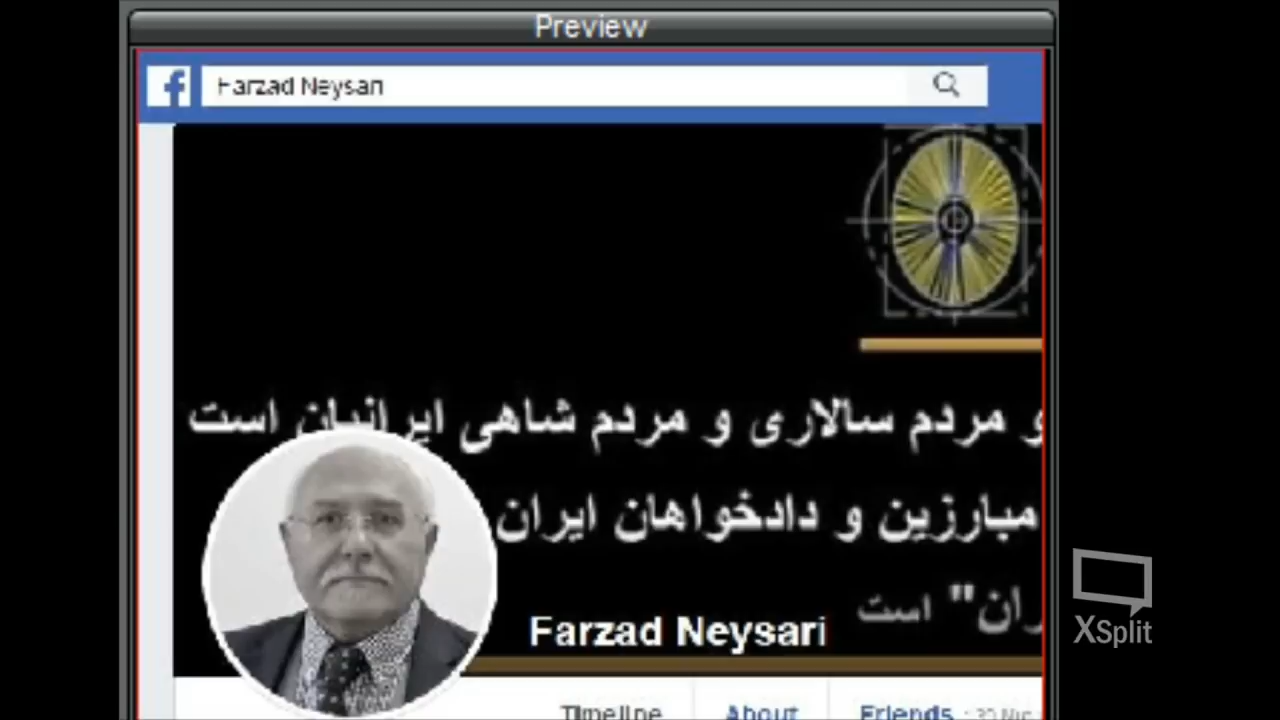 Preview
Farzad Neysari
و مردم سالاری و مردم شاهی ایرانیان است
مبارزین و دادخواهان ایران
ران" است
Farzad Neysari
Timeline About Friends
XSplit